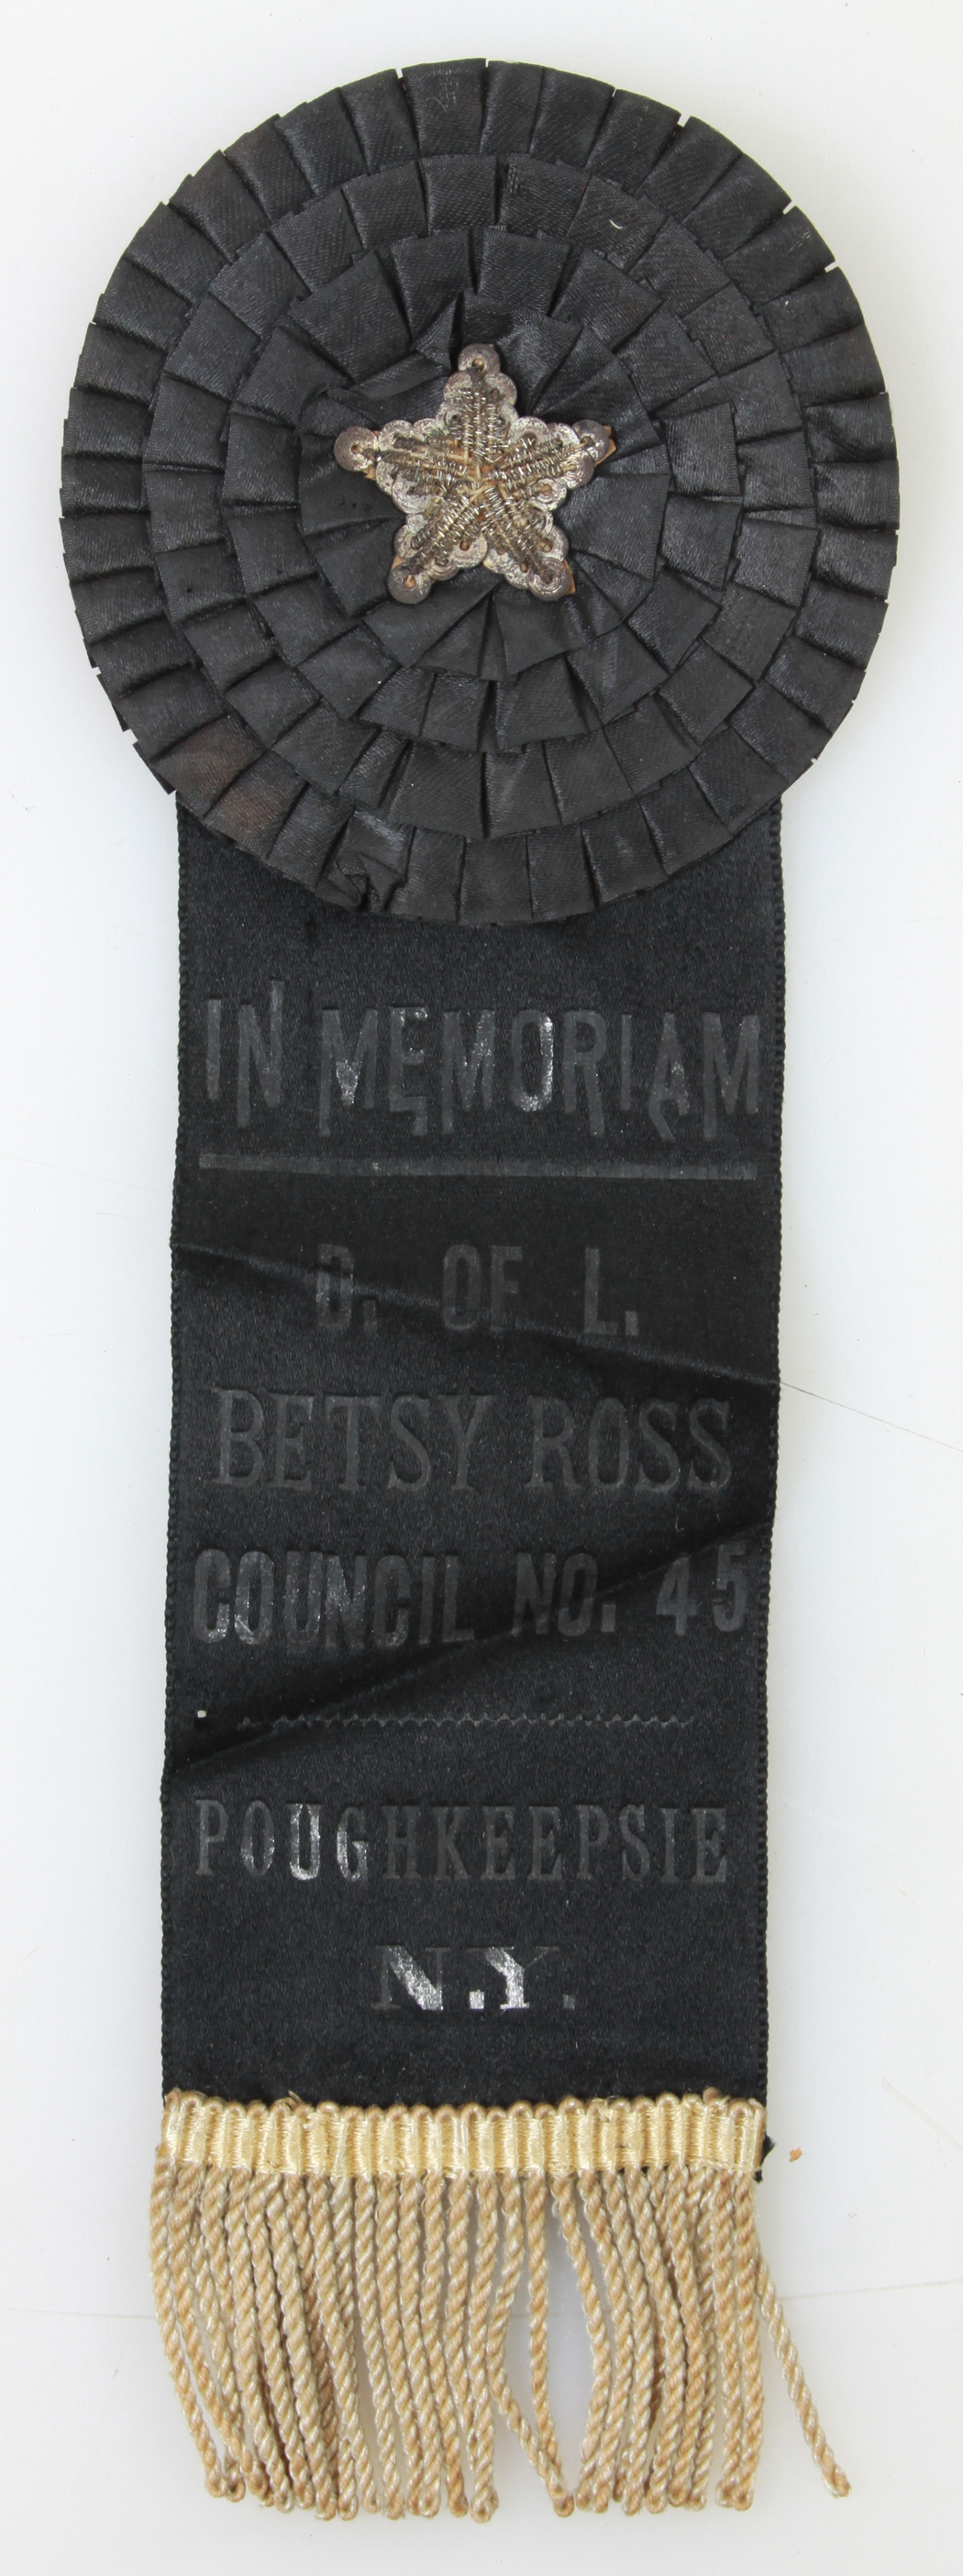 IN MEMORIAM
D. OF L.
BETSY ROSS
COUNCIL NO. 45
POUGHKEEPSIE
N.Y.